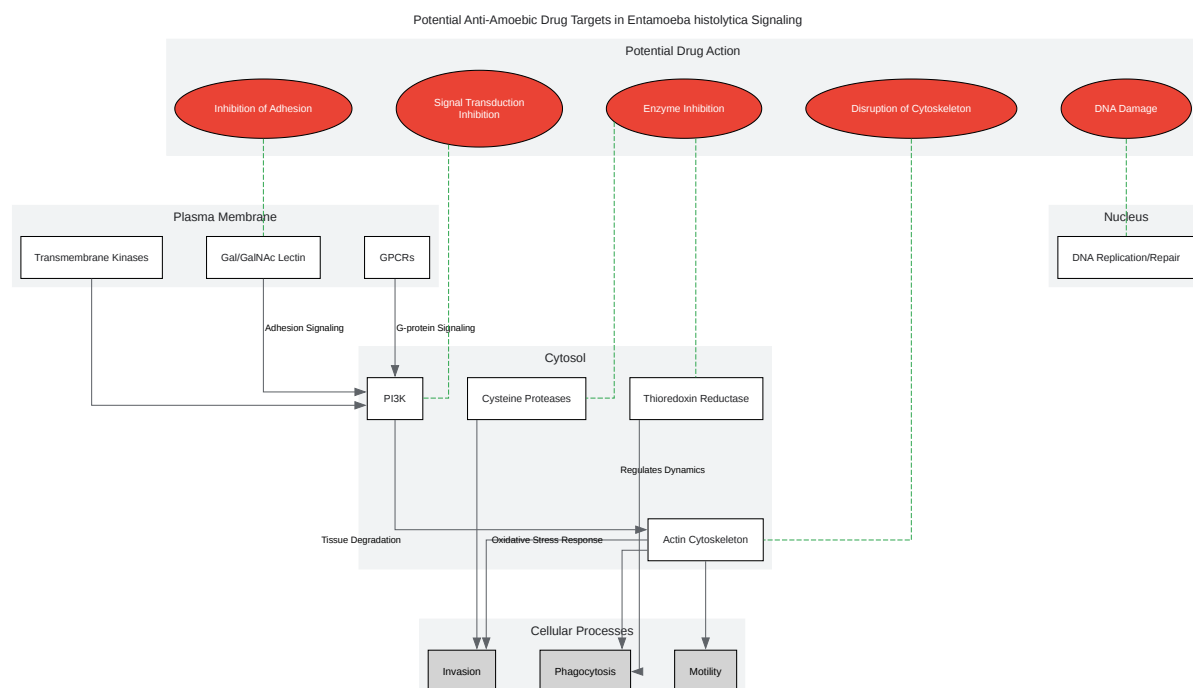 Potential Anti-Amoebic Drug Targets in Entamoeba histolytica Signaling
Potential Drug Action
Inhibition of Adhesion
Signal Transduction
Inhibition
Enzyme Inhibition
Disruption of Cytoskeleton
DNA Damage
Plasma Membrane
Nucleus
Transmembrane Kinases
Gal/GalNAc Lectin
GPCRs
DNA Replication/Repair
Adhesion Signaling
G-protein Signaling
Cytosol
PI3K
Cysteine Proteases
Thioredoxin Reductase
Regulates Dynamics
Tissue Degradation
Oxidative Stress Response
Actin Cytoskeleton
Cellular Processes
Invasion
Phagocytosis
Motility